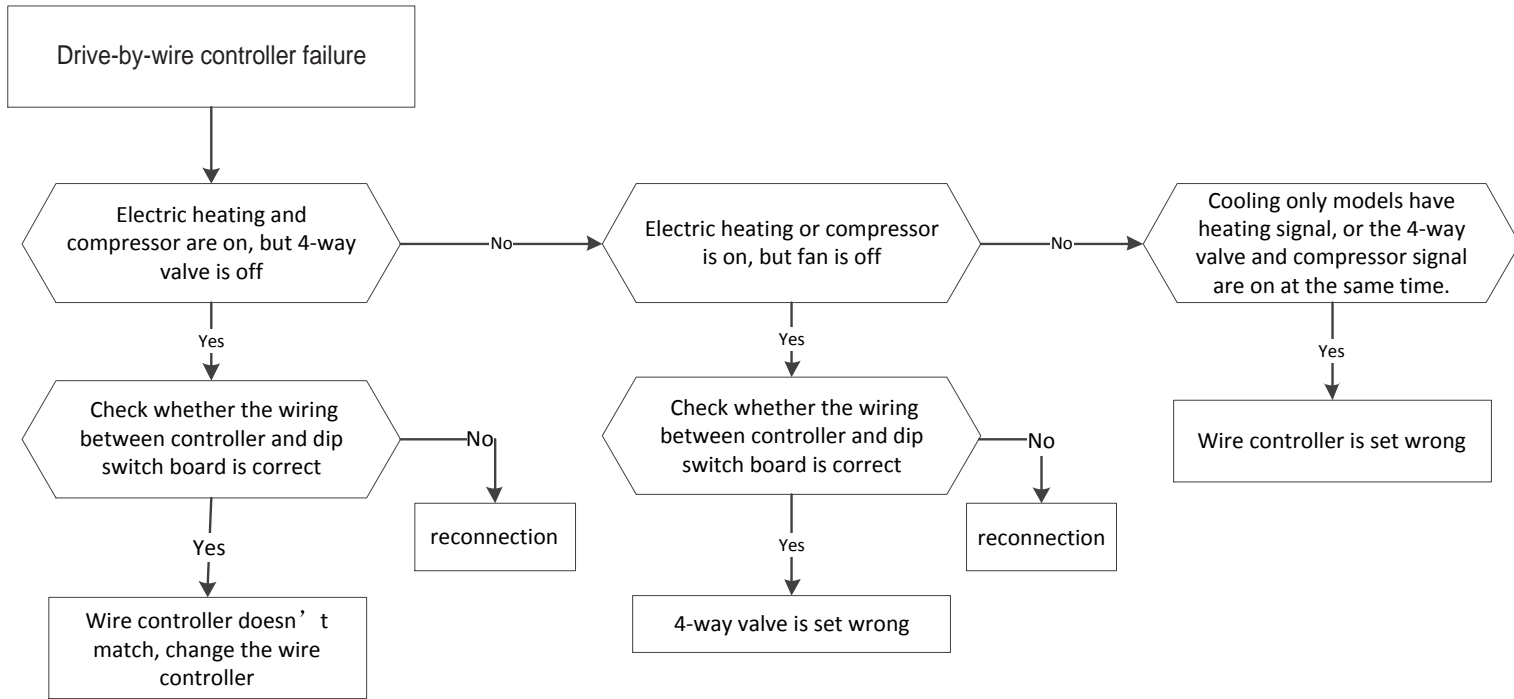 Drive-by-wire controller failure
Electric heating and
compressor are on, but 4-way
valve is off
No
Electric heating or compressor
is on, but fan is off
No
Cooling only models have
heating signal, or the 4-way
valve and compressor signal
are on at the same time.
Yes
Yes
Yes
Check whether the wiring
between controller and dip
switch board is correct
No
Check whether the wiring
between controller and dip
switch board is correct
No
Wire controller is set wrong
reconnection
reconnection
Yes
Yes
Wire controller doesn’t
match, change the wire
controller
4-way valve is set wrong